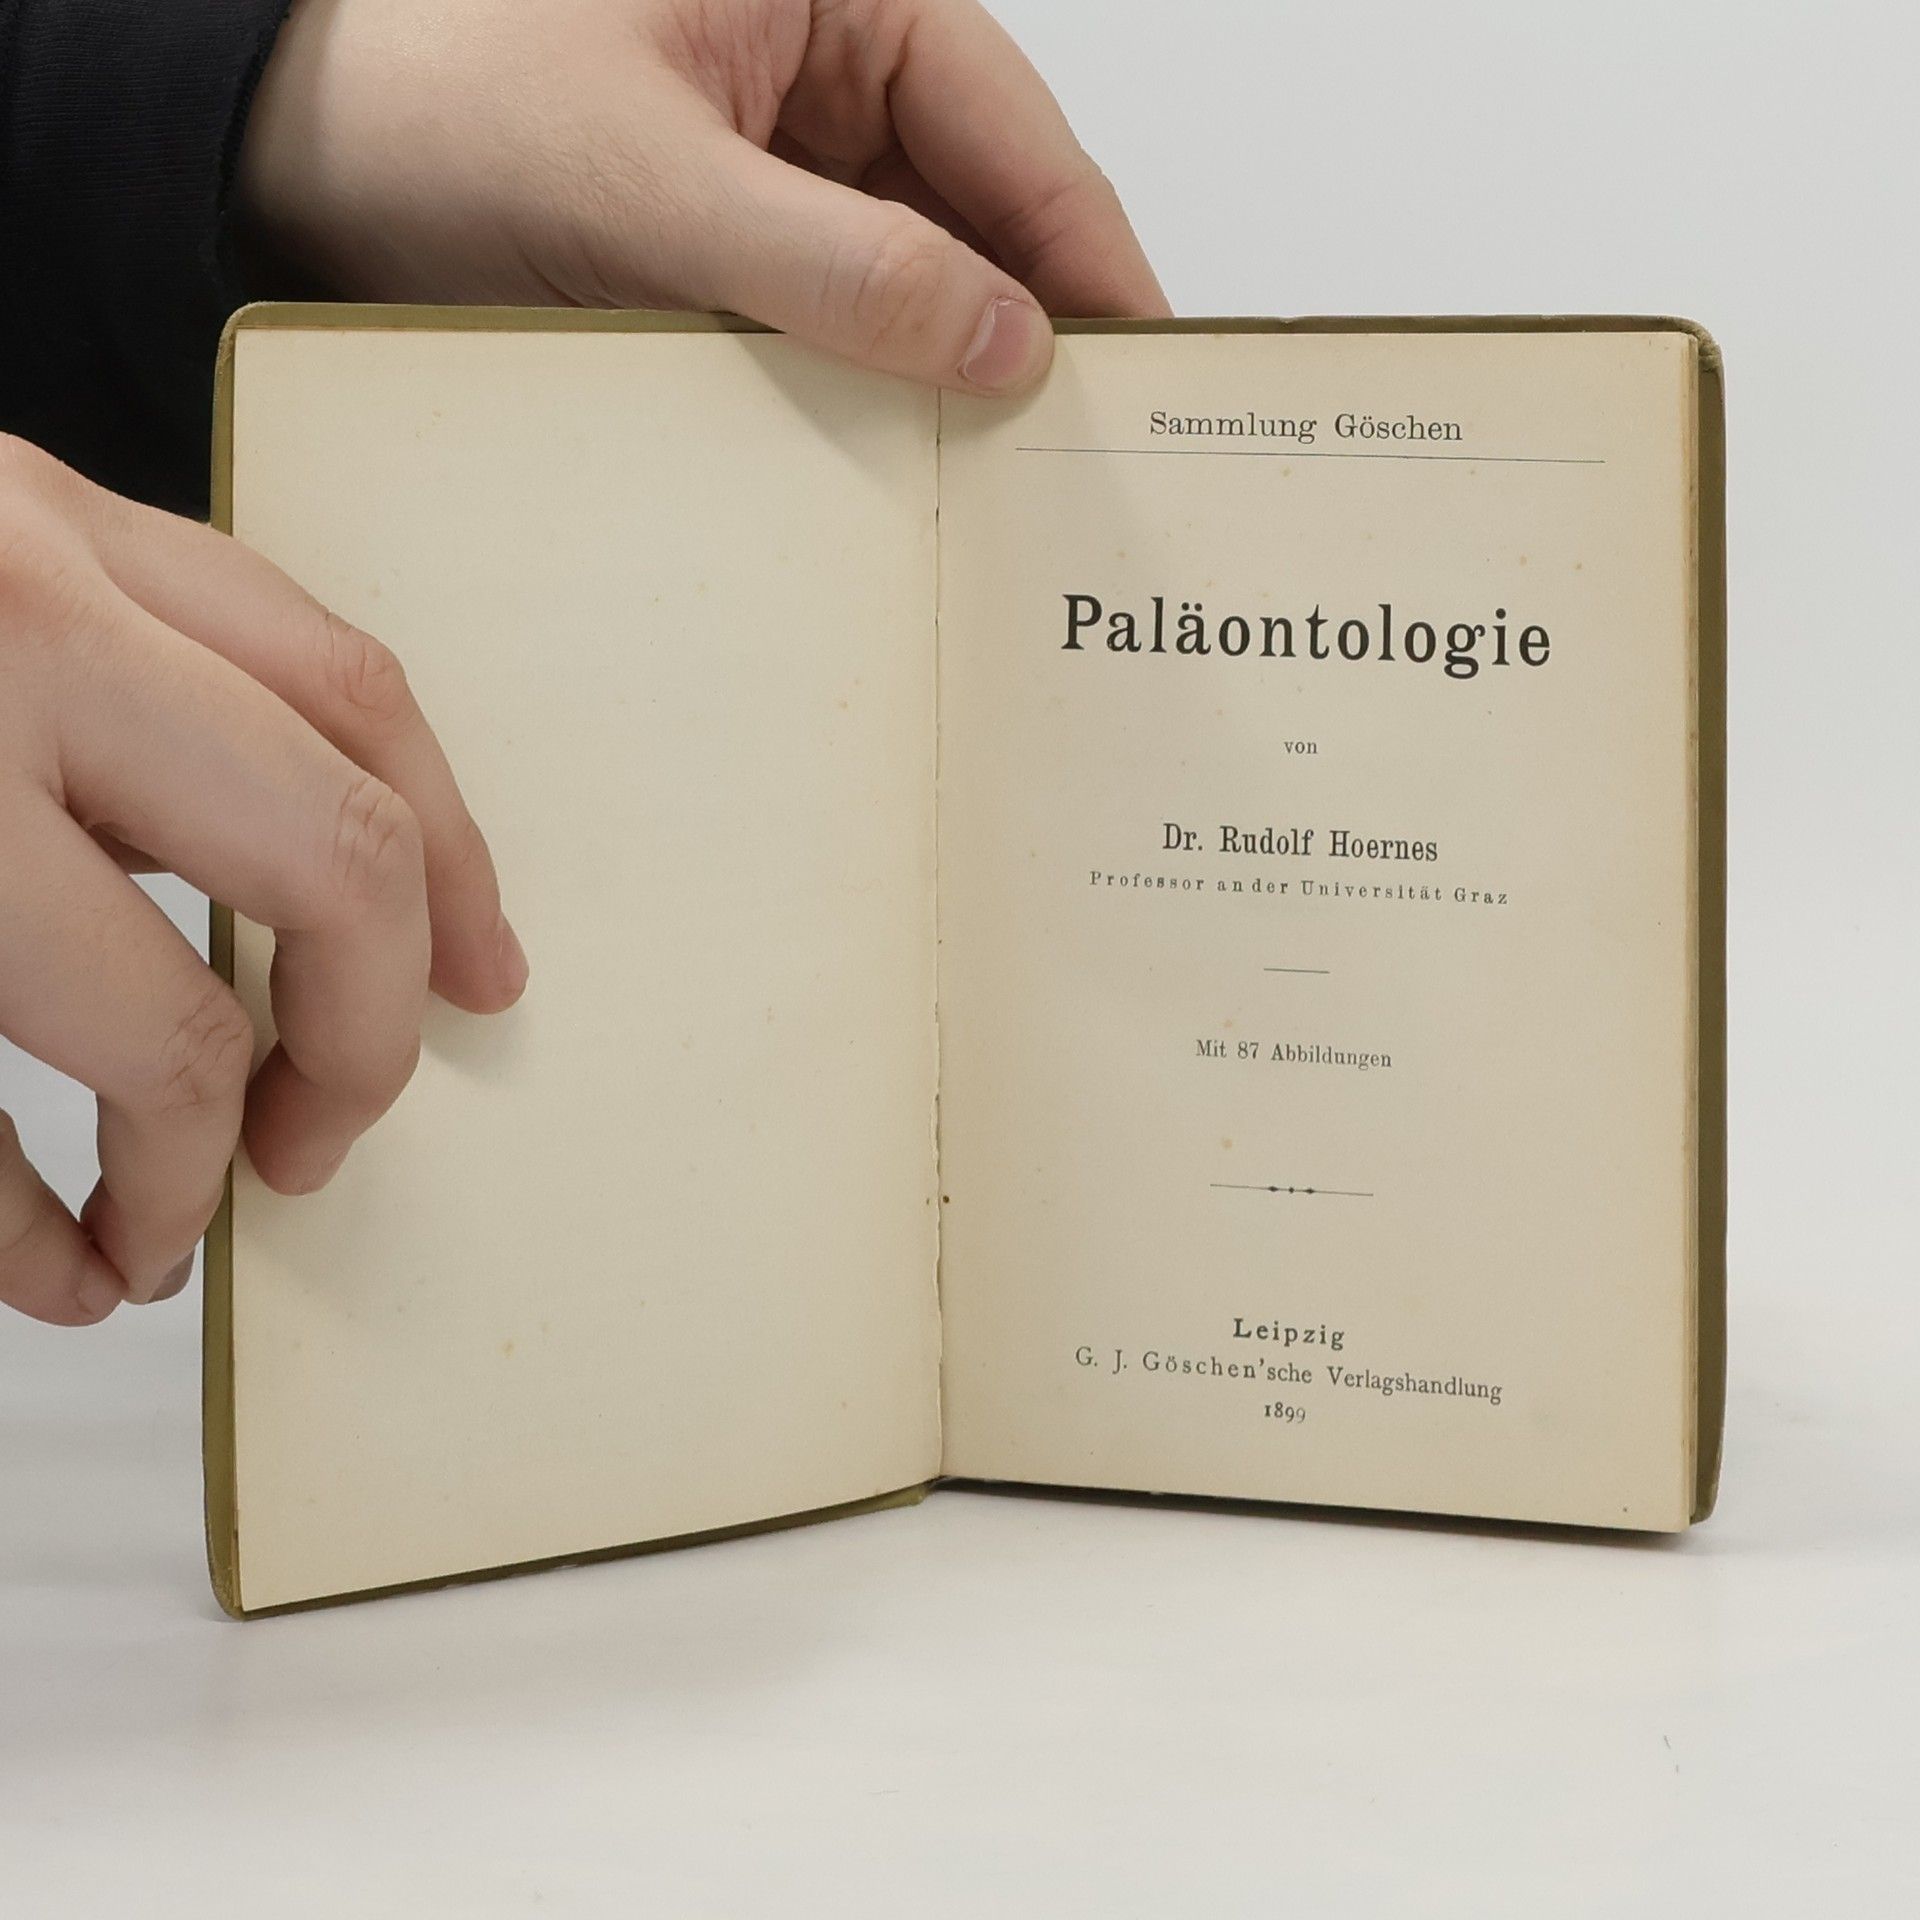 Sammlung Göschen
Paläontologie
von
Dr. Rudolf Hoernes
Professor an der Universität Graz
Mit 87 Abbildungen
Leipzig
G. J. Göschen'sche Verlagshandlung
1899